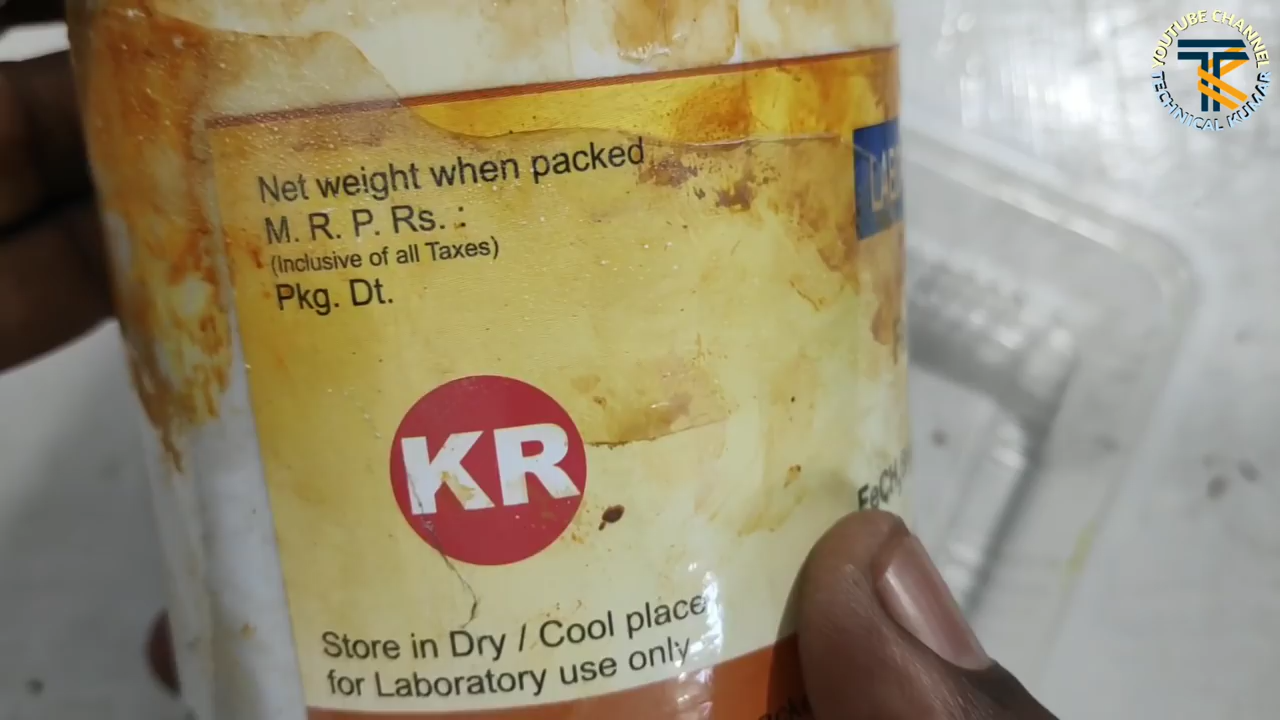 YOUTUBE CHANNEL
TK
TECHNICAL KUMAR
Net weight when packed
M. R. P. Rs. :
(Inclusive of all Taxes)
Pkg. Dt.
KR
Store in Dry / Cool place
for Laboratory use only